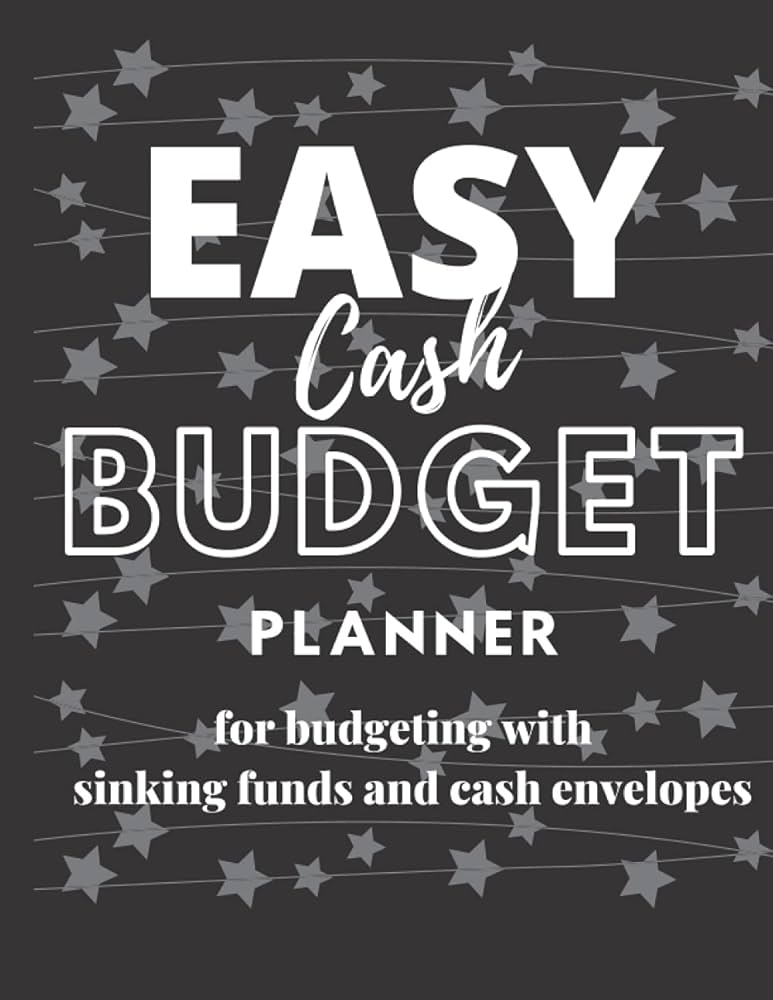 EASY
Cash
BUDGET
PLANNER
for budgeting with
sinking funds and cash envelopes